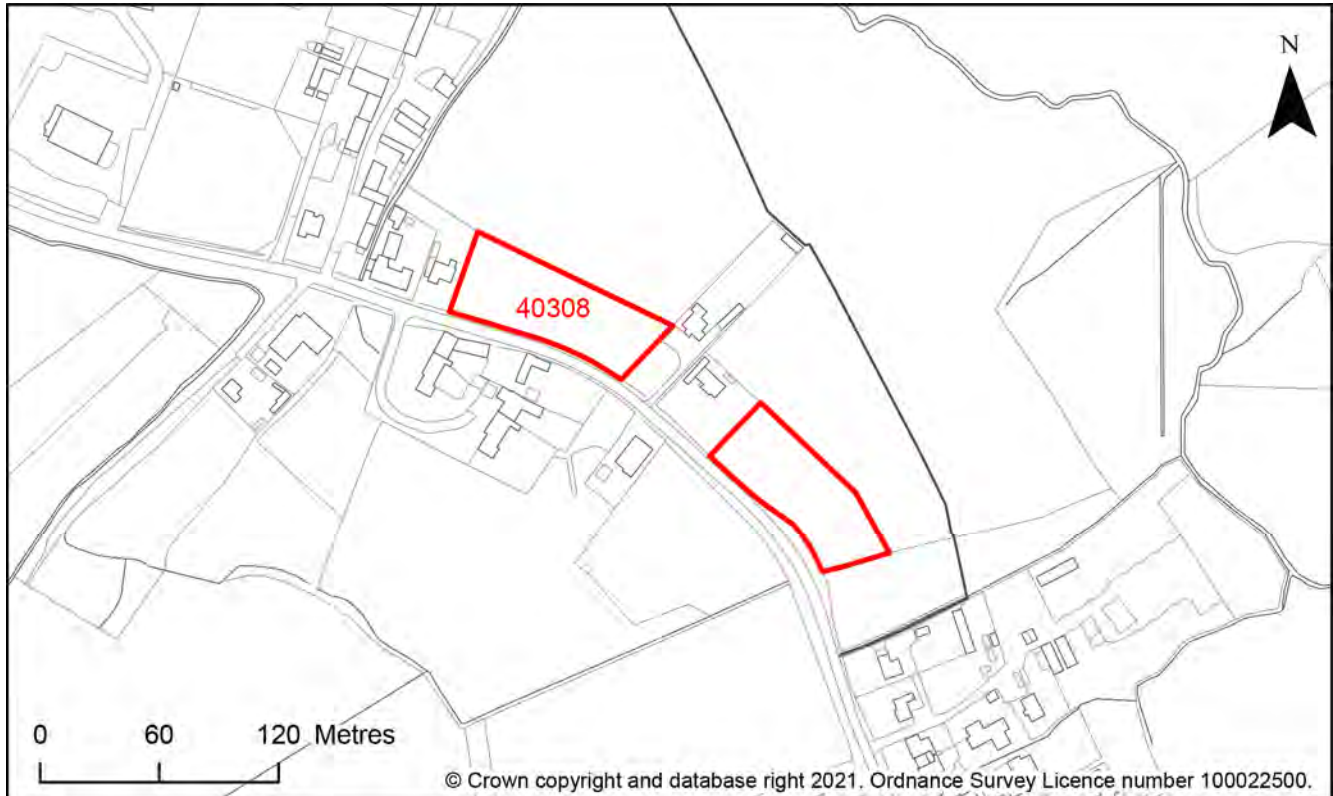 N
40308
0 60 120 Metres
© Crown copyright and database right 2021. Ordnance Survey Licence number 100022500.